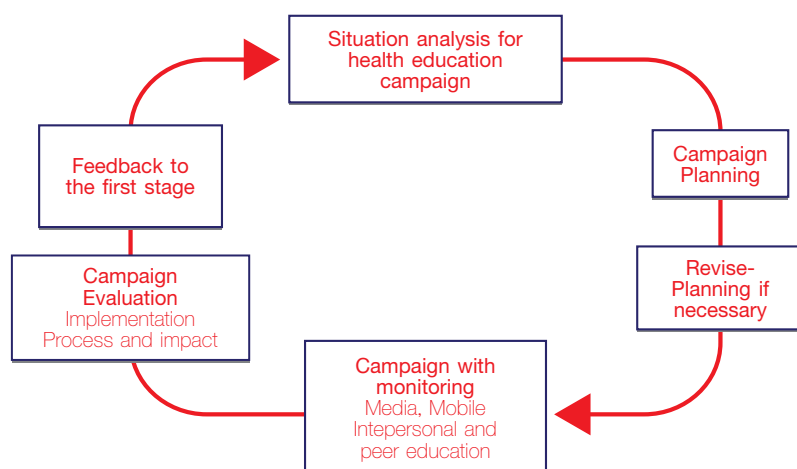 Situation analysis for
health education
campaign
Campaign
Planning
Revise-
Planning if
necessary
Campaign with
monitoring
Media, Mobile
Intepersonal and
peer education
Campaign
Evaluation
Implementation
Process and impact
Feedback to
the first stage